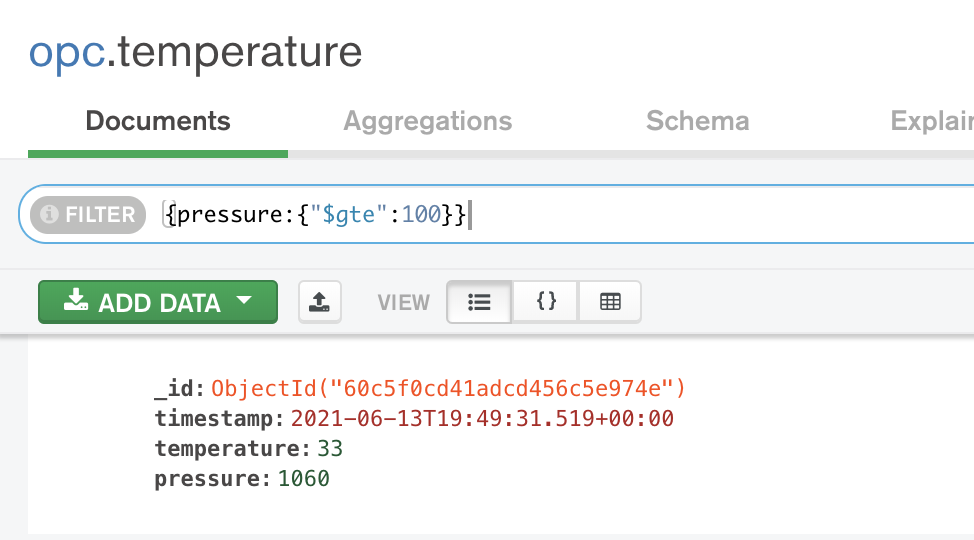 opc.temperature
Documents Aggregations Schema Explain
FILTER {pressure:{"$gte":100}}
ADD DATA VIEW {}
_id: ObjectId("60c5f0cd41adcd456c5e974e")
timestamp: 2021-06-13T19:49:31.519+00:00
temperature: 33
pressure: 1060